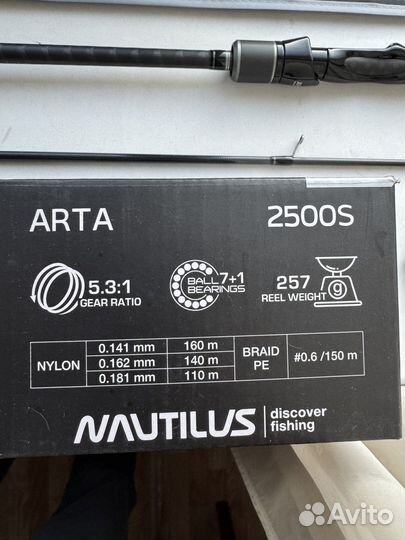 ARTA 2500S
5.3:1 GEAR RATIO
BALL BEARINGS 7+1
257 REEL WEIGHT g
NYLON
0.141 mm 160 m
0.162 mm 140 m
0.181 mm 110 m
BRAID PE
#0.6 /150 m
NAUTILUS
discover
fishing
Avito